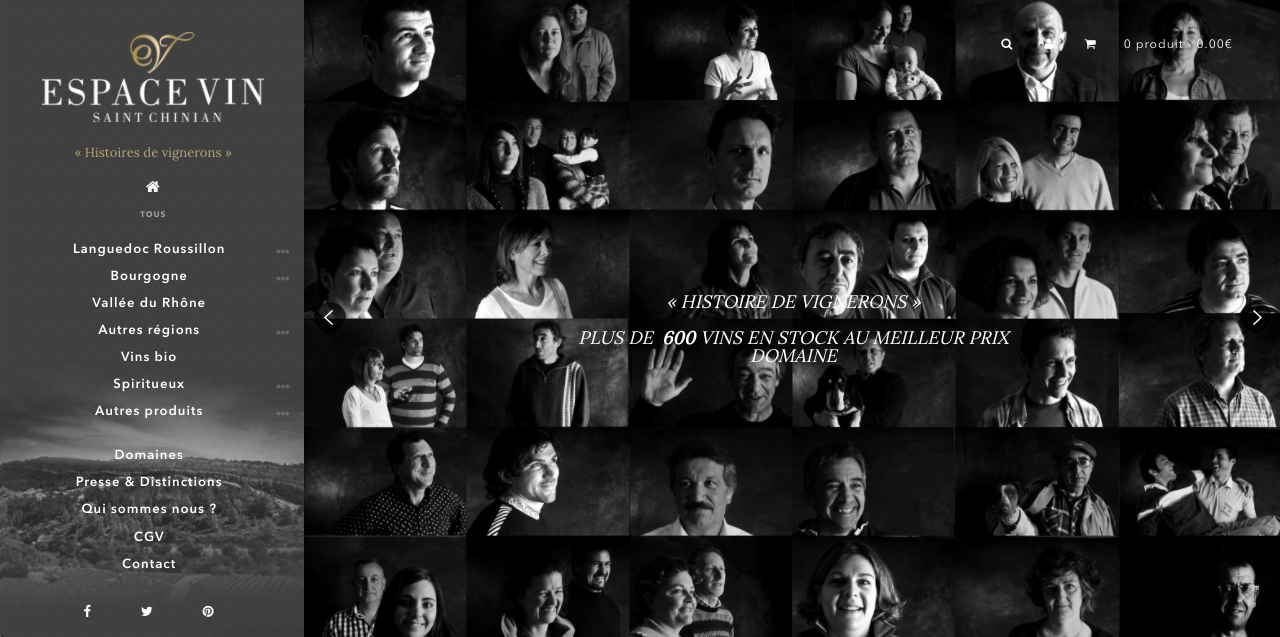 ESPACE VIN
SAINT CHINIAN
« Histoires de vignerons »
TOUS
Languedoc Roussillon
Bourgogne
Vallée du Rhône
Autres régions
Vins bio
Spiritueux
Autres produits
Domaines
Presse & Distinctions
Qui sommes nous ?
CGV
Contact
0 produit - 0.00€
« HISTOIRE DE VIGNERONS »
PLUS DE 600 VINS EN STOCK AU MEILLEUR PRIX
DOMAINE